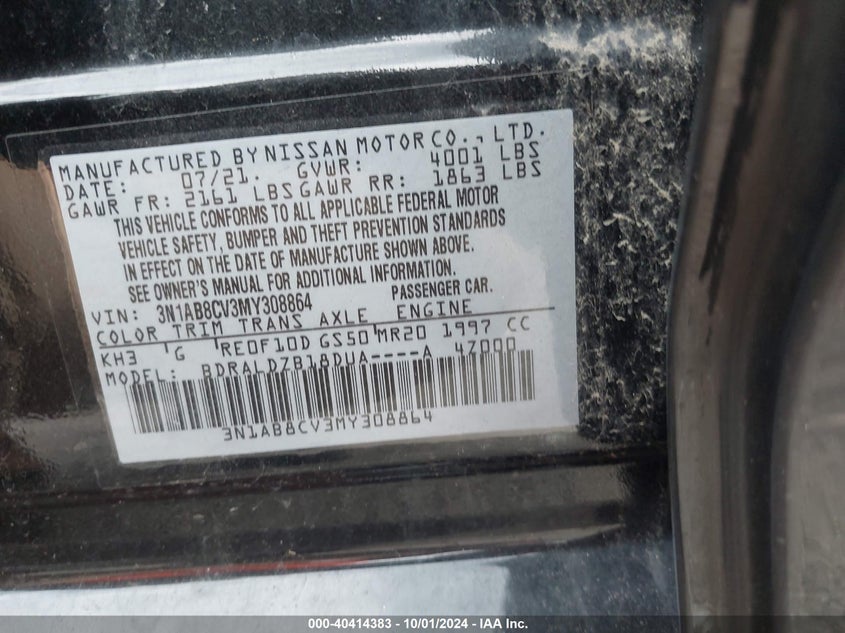 MANUFACTURED BY NISSAN MOTOR CO., LTD.
DATE: 07/21. GVWR: 4001 LBS
GAWR FR: 2161 LBS GAWR RR: 1863 LBS
THIS VEHICLE CONFORMS TO ALL APPLICABLE FEDERAL MOTOR
VEHICLE SAFETY, BUMPER AND THEFT PREVENTION STANDARDS
IN EFFECT ON THE DATE OF MANUFACTURE SHOWN ABOVE.
SEE OWNER'S MANUAL FOR ADDITIONAL INFORMATION.
VIN: 3N1AB8CV3MY308864 PASSENGER CAR.
COLOR TRIM TRANS AXLE ENGINE
KH3 G RE0F10D GS50 MR20 1997 CC
MODEL: BDRALDZB18DUA----A 4Z000
3N1AB8CV3MY308864
000-40414383 - 10/01/2024 - IAA Inc.